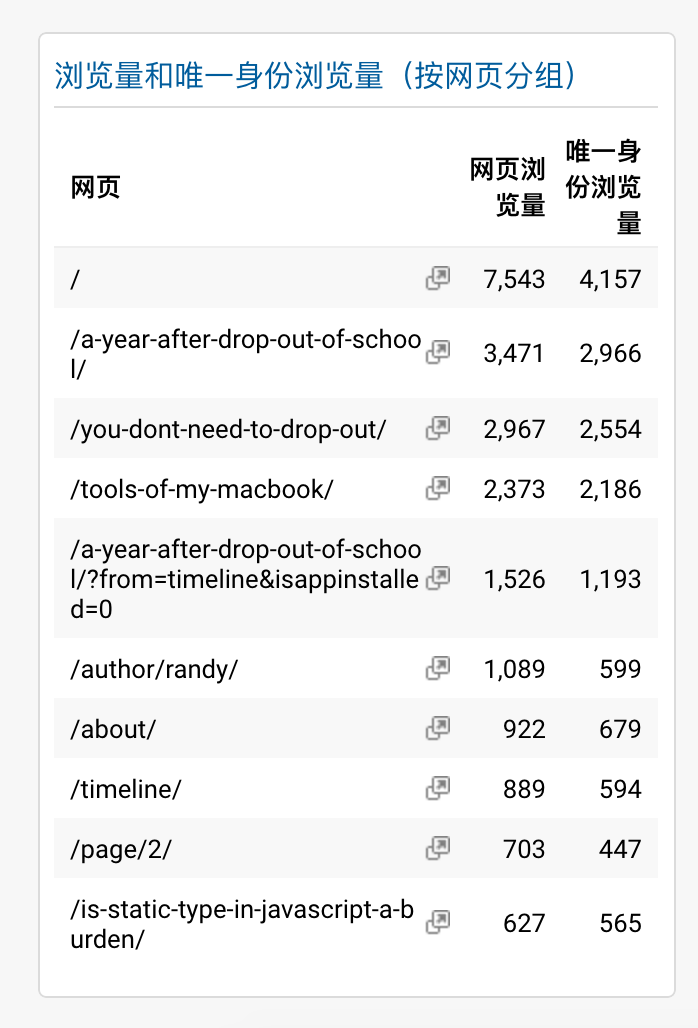 浏览量和唯一身份浏览量（按网页分组）
网页 网页浏览量 唯一身份浏览量
/ 7,543 4,157
/a-year-after-drop-out-of-school/ 3,471 2,966
/you-dont-need-to-drop-out/ 2,967 2,554
/tools-of-my-macbook/ 2,373 2,186
/a-year-after-drop-out-of-school/?from=timeline&isappinstalled=0 1,526 1,193
/author/randy/ 1,089 599
/about/ 922 679
/timeline/ 889 594
/page/2/ 703 447
/is-static-type-in-javascript-a-burden/ 627 565